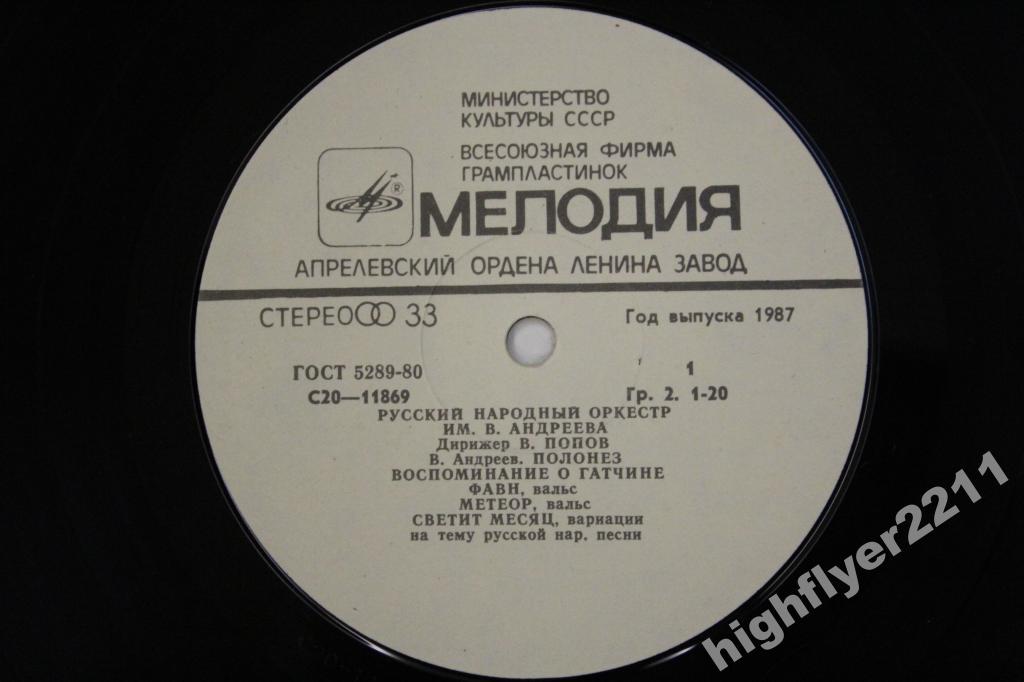 МИНИСТЕРСТВО
КУЛЬТУРЫ СССР
ВСЕСОЮЗНАЯ ФИРМА
ГРАМПЛАСТИНОК
®
МЕЛОДИЯ
АПРЕЛЕВСКИЙ ОРДЕНА ЛЕНИНА ЗАВОД
СТЕРЕО 33
Год выпуска 1987
ГОСТ 5289-80
1
С20—11869
Гр. 2. 1-20
РУССКИЙ НАРОДНЫЙ ОРКЕСТР
ИМ. В. АНДРЕЕВА
Дирижер В. ПОПОВ
В. Андреев. ПОЛОНЕЗ
ВОСПОМИНАНИЕ О ГАТЧИНЕ
ФАВН, вальс
МЕТЕОР, вальс
СВЕТИТ МЕСЯЦ, вариации
на тему русской нар. песни
highflyer2211